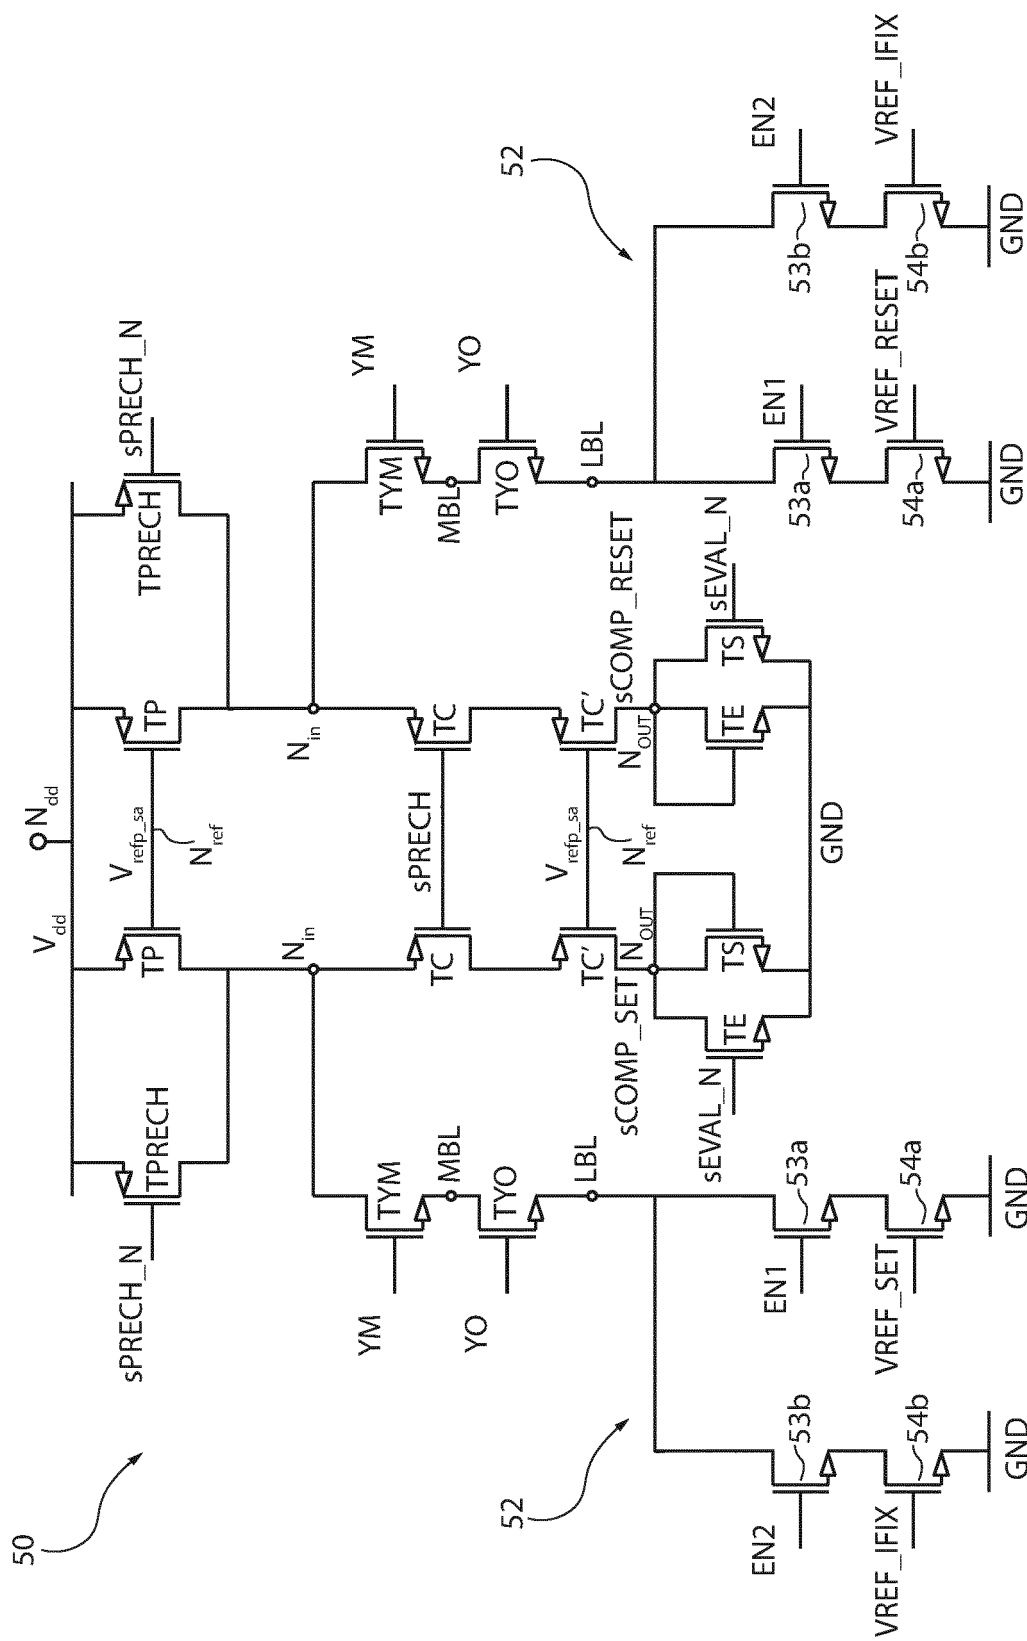 50
V_dd
N_dd
sPRECH_N
TPRECH
TP
V_refp_sa
N_ref
TP
TPRECH
sPRECH_N
N_in
N_in
YM
TYM
MBL
YO
TYO
LBL
TC
sPRECH
TC
TC'
V_refp_sa
N_ref
TC'
TYM
YM
MBL
TYO
YO
LBL
sCOMP_SET
N_OUT
N_OUT
sCOMP_RESET
sEVAL_N
TE
TS
TE
TS
sEVAL_N
GND
52
52
EN2
53b
EN1
53a
53a
EN1
53b
EN2
VREF_IFIX
54b
VREF_SET
54a
54a
VREF_RESET
54b
VREF_IFIX
GND
GND
GND
GND